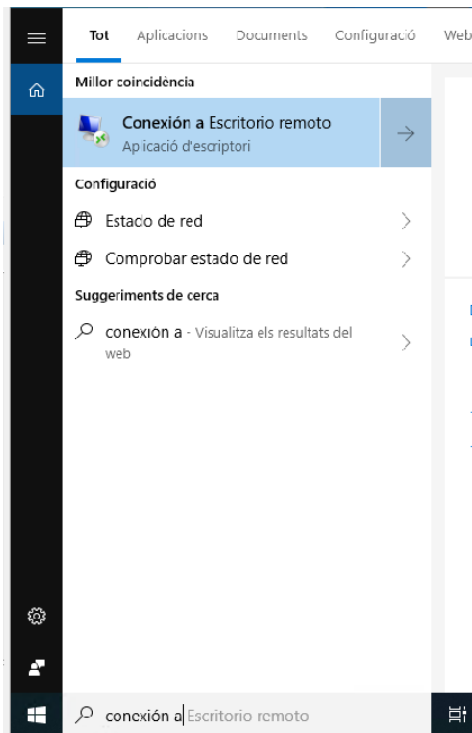 Tot Aplicacions Documents Configuració Web
Millor coincidència
Conexión a Escritorio remoto
Aplicació d'escriptori
Configuració
Estado de red
Comprobar estado de red
Suggeriments de cerca
conexión a - Visualitza els resultats del
web
conexión a Escritorio remoto